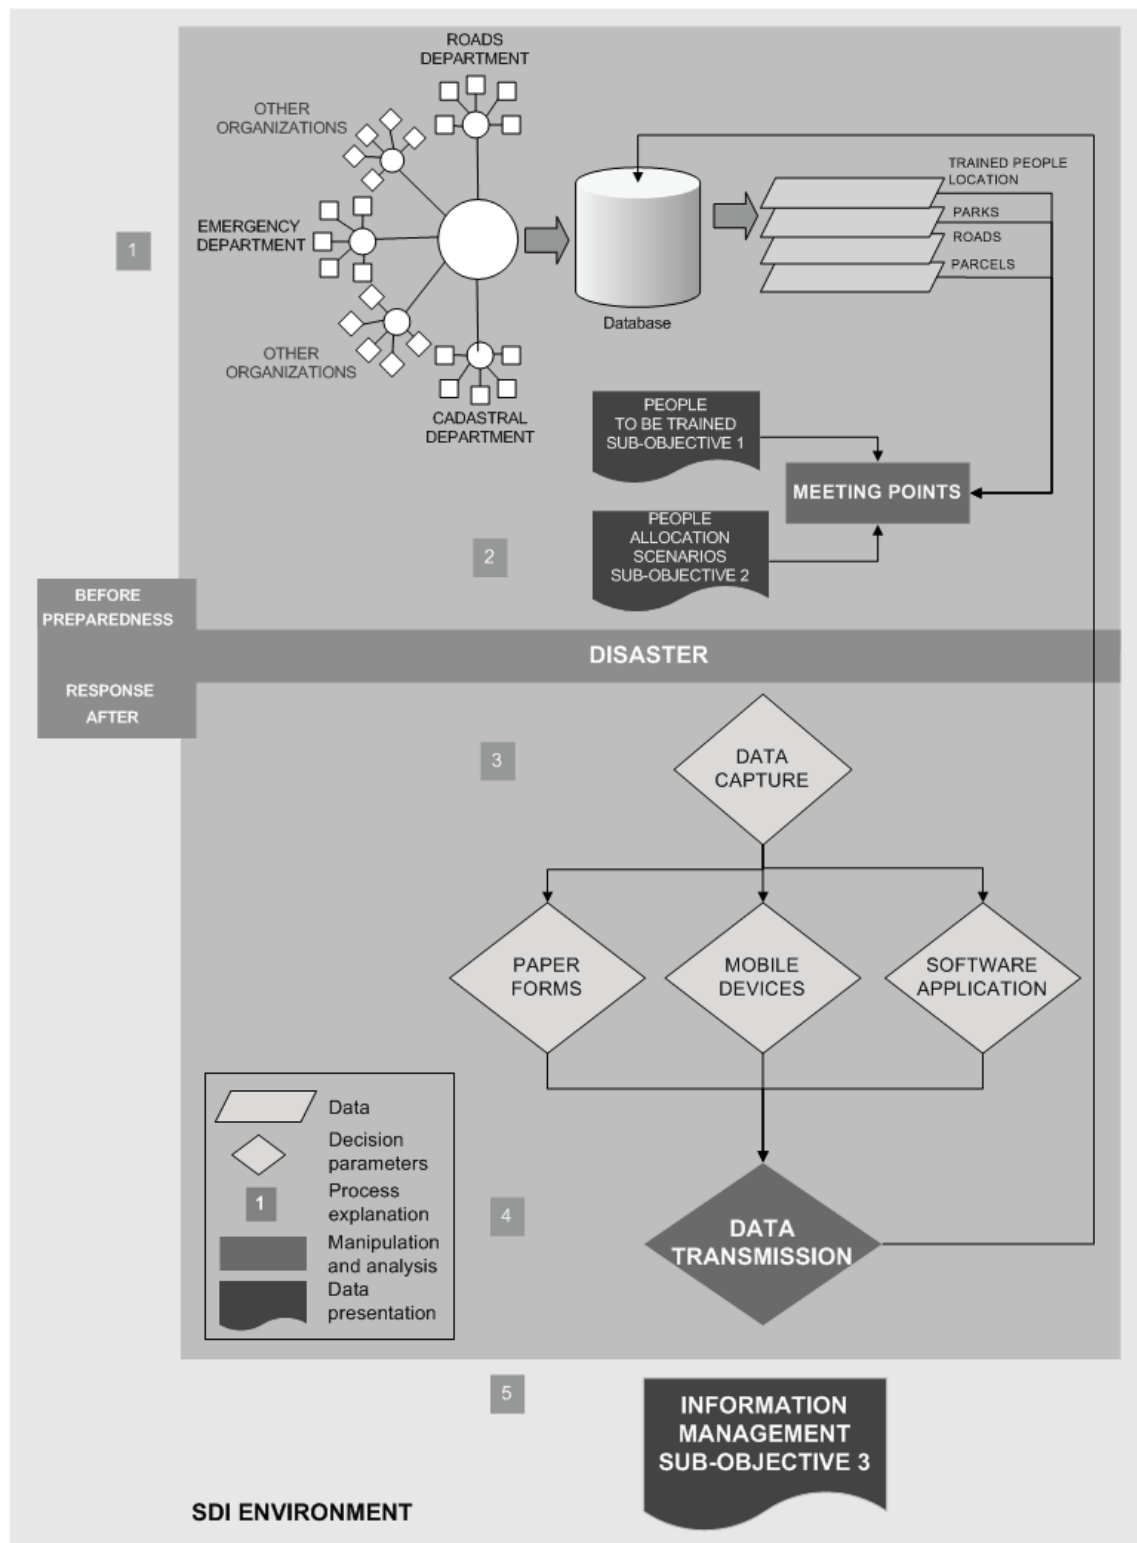 ROADS
DEPARTMENT
OTHER
ORGANIZATIONS
TRAINED PEOPLE
LOCATION
PARKS
EMERGENCY
DEPARTMENT
ROADS
1
PARCELS
Database
OTHER
ORGANIZATIONS
CADASTRAL
DEPARTMENT
PEOPLE
TO BE TRAINED
SUB-OBJECTIVE 1
MEETING POINTS
2
PEOPLE
ALLOCATION
SCENARIOS
SUB-OBJECTIVE 2
BEFORE
PREPAREDNESS
DISASTER
RESPONSE
AFTER
3
DATA
CAPTURE
PAPER
FORMS
MOBILE
DEVICES
SOFTWARE
APPLICATION
Data
Decision
parameters
1
Process
explanation
Manipulation
and analysis
Data
presentation
4
DATA
TRANSMISSION
5
INFORMATION
MANAGEMENT
SUB-OBJECTIVE 3
SDI ENVIRONMENT